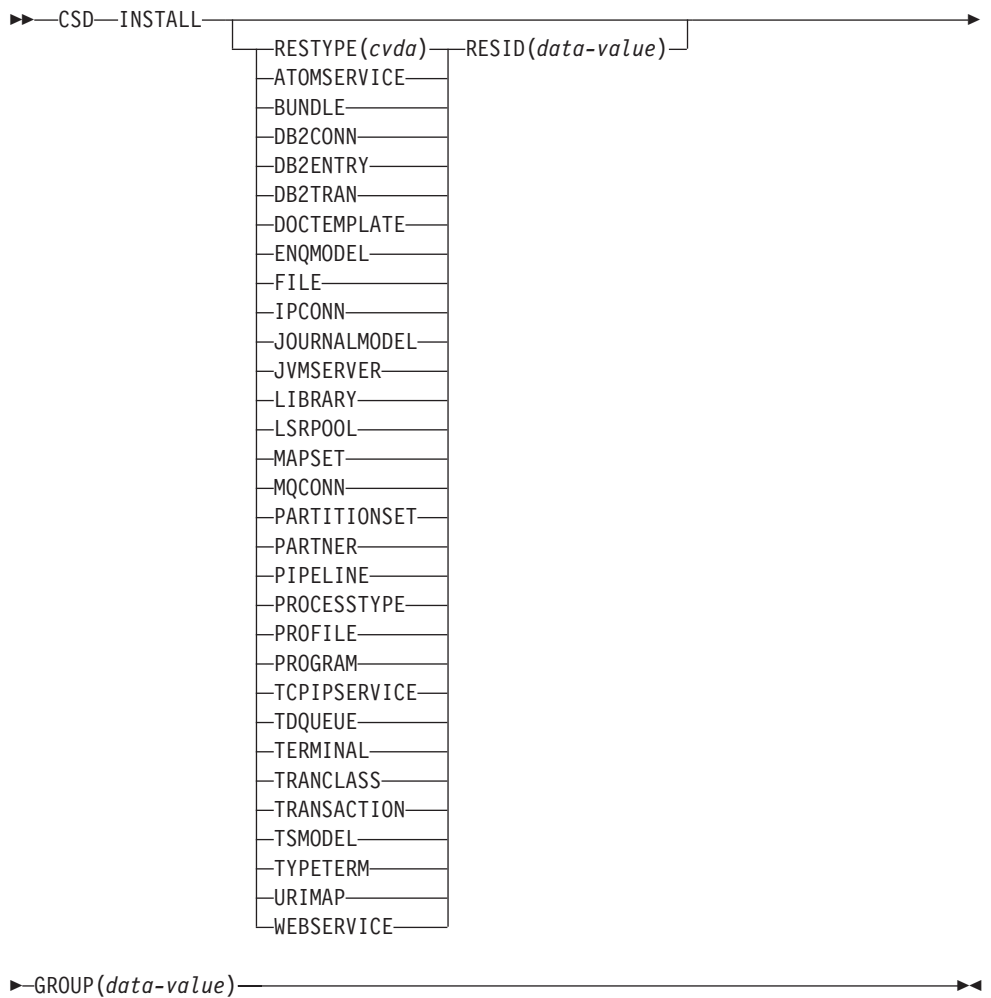 CSD INSTALL
RESTYPE(cvda) RESID(data-value)
ATOMSERVICE
BUNDLE
DB2CONN
DB2ENTRY
DB2TRAN
DOCTEMPLATE
ENQMODEL
FILE
IPCONN
JOURNALMODEL
JVMSERVER
LIBRARY
LSRPOOL
MAPSET
MQCONN
PARTITIONSET
PARTNER
PIPELINE
PROCESSTYPE
PROFILE
PROGRAM
TCPIPSERVICE
TDQUEUE
TERMINAL
TRANCLASS
TRANSACTION
TSMODEL
TYPETERM
URIMAP
WEBSERVICE
GROUP(data-value)